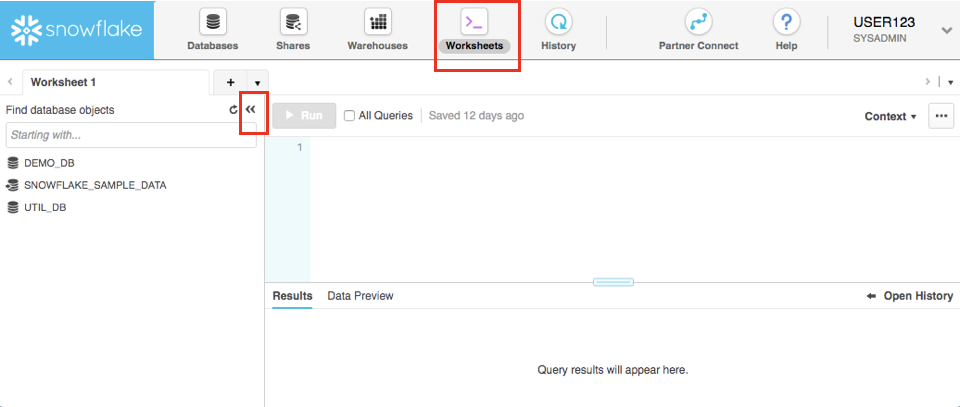 snowflake
Databases
Shares
Warehouses
Worksheets
History
Partner Connect
Help
USER123
SYSADMIN
Worksheet 1
Find database objects
Starting with...
DEMO_DB
SNOWFLAKE_SAMPLE_DATA
UTIL_DB
Run
All Queries
Saved 12 days ago
Context
1
Results
Data Preview
Open History
Query results will appear here.